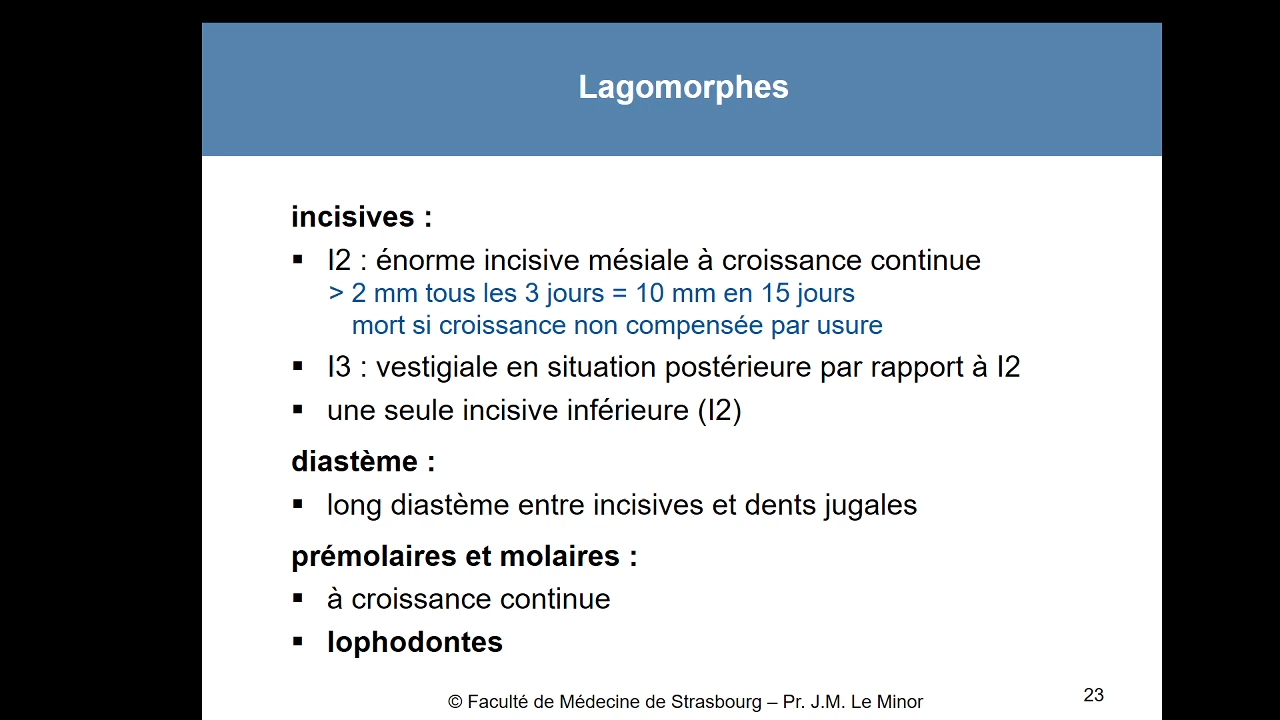 Lagomorphes
incisives :
▪ I2 : énorme incisive mésiale à croissance continue
> 2 mm tous les 3 jours = 10 mm en 15 jours
mort si croissance non compensée par usure
▪ I3 : vestigiale en situation postérieure par rapport à I2
▪ une seule incisive inférieure (I2)
diastème :
▪ long diastème entre incisives et dents jugales
prémolaires et molaires :
▪ à croissance continue
▪ lophodontes
© Faculté de Médecine de Strasbourg – Pr. J.M. Le Minor
23